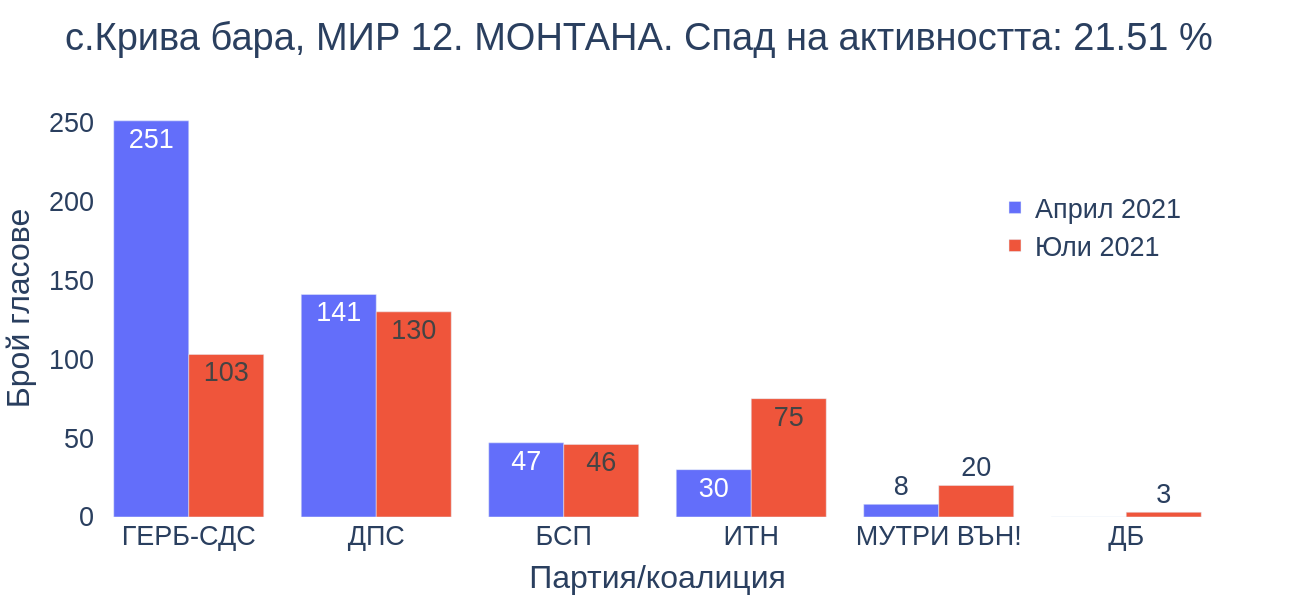 с.Крива бара, МИР 12. МОНТАНА. Спад на активността: 21.51 %
Брой гласове
250
200
150
100
50
0
251
103
141
130
47
46
30
75
8
20
3
Април 2021
Юли 2021
ГЕРБ-СДС
ДПС
БСП
ИТН
МУТРИ ВЪН!
ДБ
Партия/коалиция